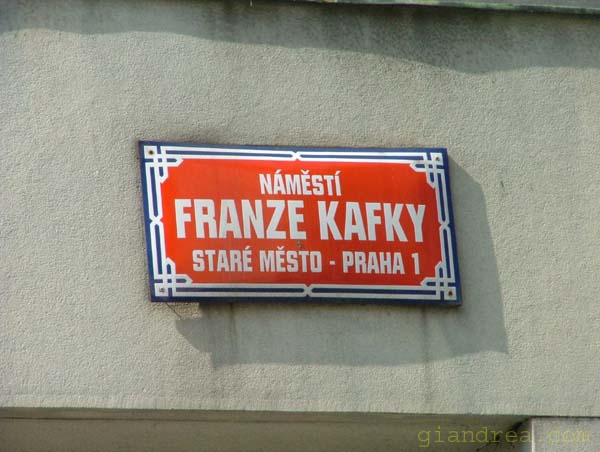 NÁMĚSTÍ
FRANZE KAFKY
STARÉ MĚSTO - PRAHA 1
giandrea.com